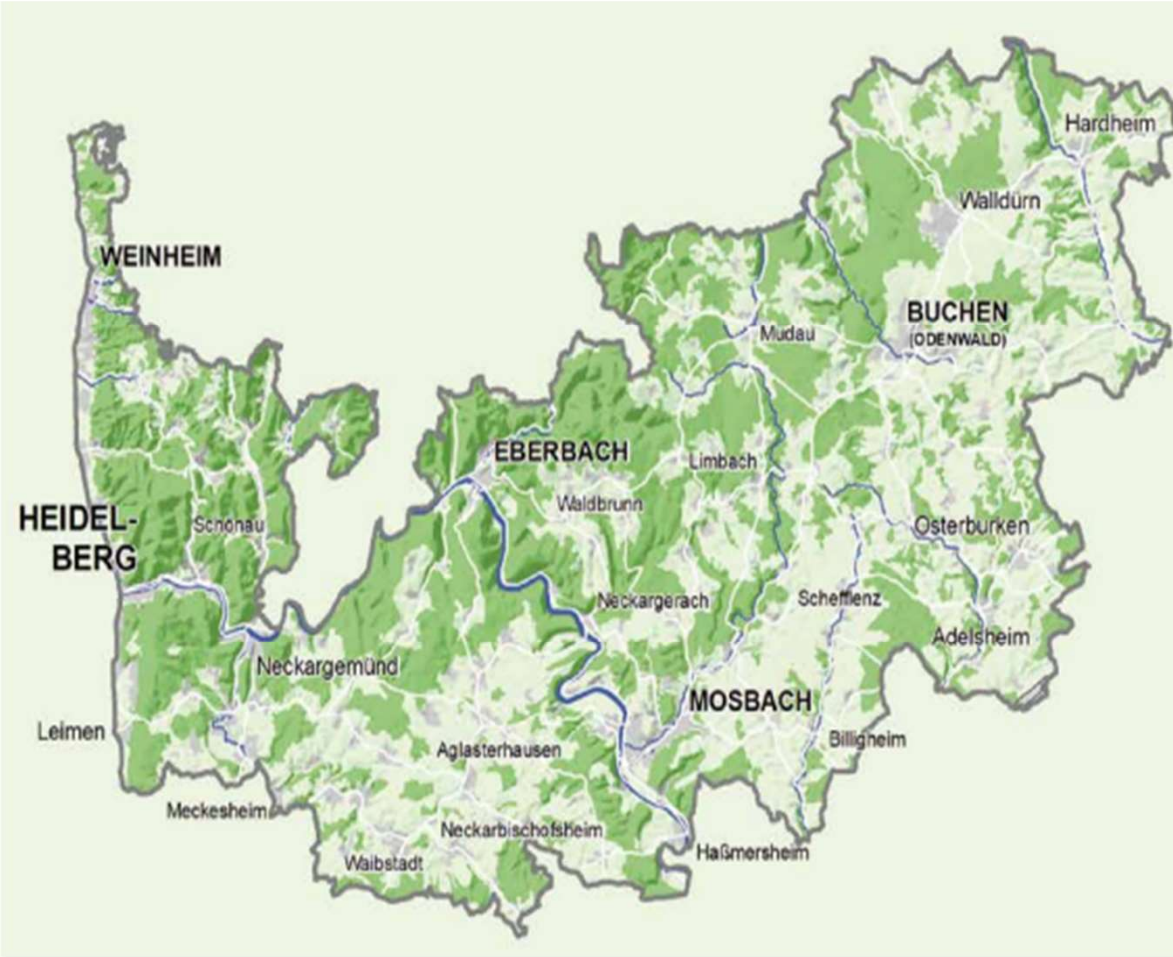 Hardheim
Walldürn
WEINHEIM
BUCHEN
(ODENWALD)
Mudau
EBERBACH
Limbach
Waldbrunn
HEIDEL-
BERG
Schönau
Osterburken
Neckargerach
Schefflenz
Adelsheim
Neckargemünd
MOSBACH
Leimen
Billigheim
Aglasterhausen
Meckesheim
Neckarbischofsheim
Haßmersheim
Waibstadt